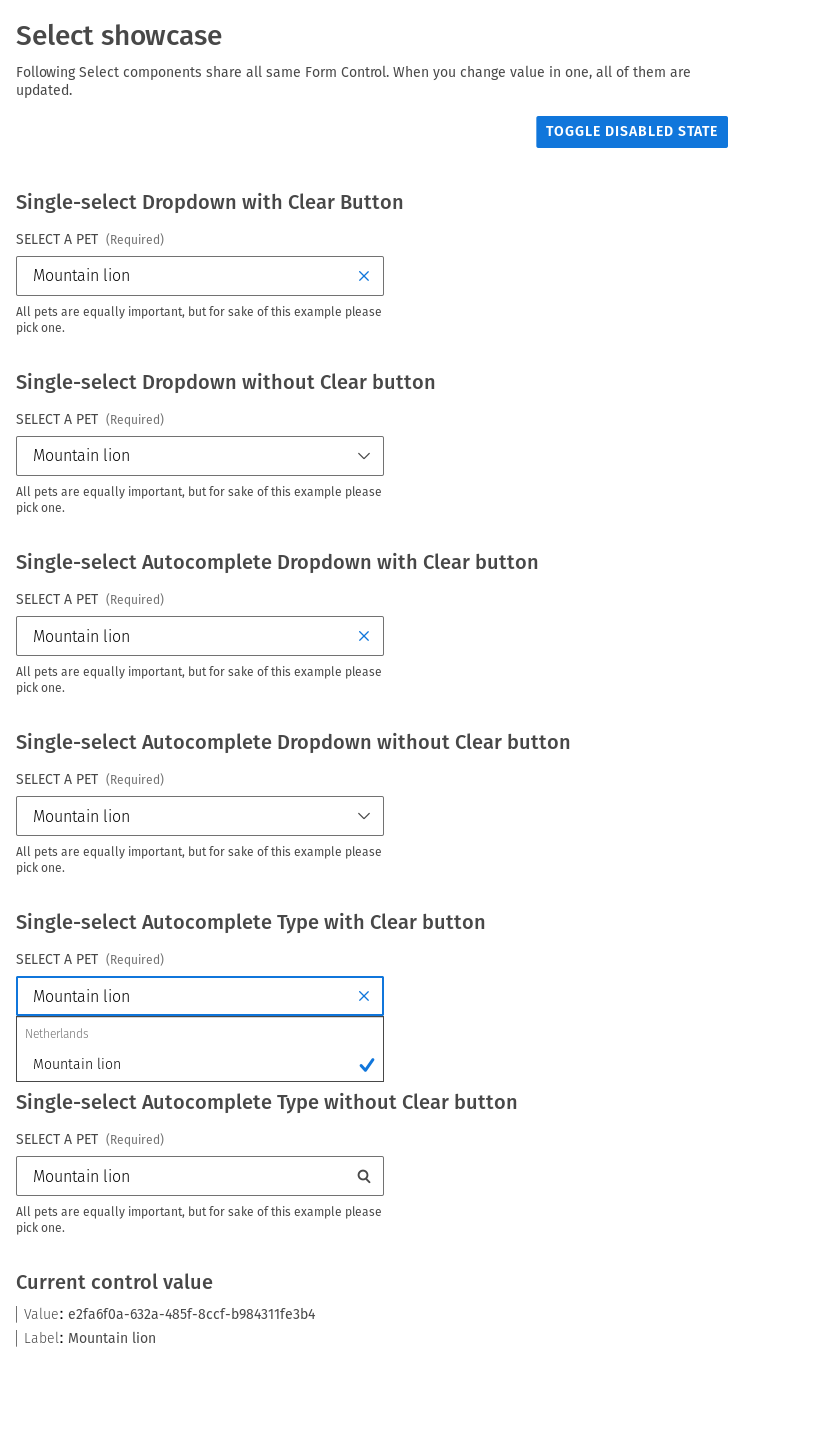 Select showcase
Following Select components share all same Form Control. When you change value in one, all of them are
updated.
TOGGLE DISABLED STATE
Single-select Dropdown with Clear Button
SELECT A PET (Required)
Mountain lion
All pets are equally important, but for sake of this example please
pick one.
Single-select Dropdown without Clear button
SELECT A PET (Required)
Mountain lion
All pets are equally important, but for sake of this example please
pick one.
Single-select Autocomplete Dropdown with Clear button
SELECT A PET (Required)
Mountain lion
All pets are equally important, but for sake of this example please
pick one.
Single-select Autocomplete Dropdown without Clear button
SELECT A PET (Required)
Mountain lion
All pets are equally important, but for sake of this example please
pick one.
Single-select Autocomplete Type with Clear button
SELECT A PET (Required)
Mountain lion
Netherlands
Mountain lion
Single-select Autocomplete Type without Clear button
SELECT A PET (Required)
Mountain lion
All pets are equally important, but for sake of this example please
pick one.
Current control value
Value: e2fa6f0a-632a-485f-8ccf-b984311fe3b4
Label: Mountain lion